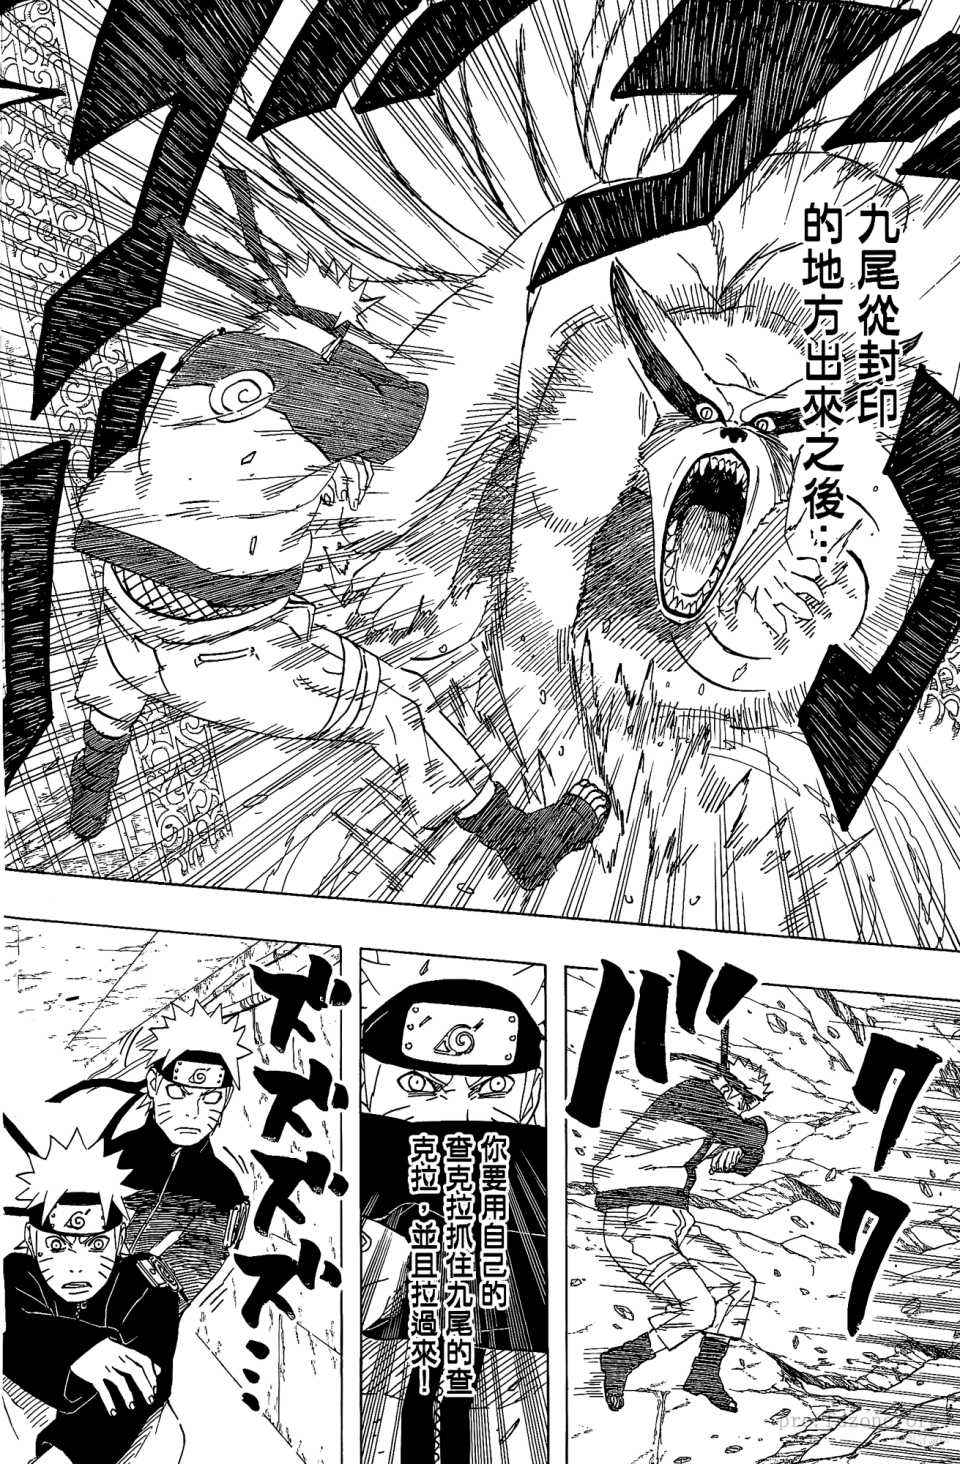 九尾從封印
的地方出來之後…
バ
ク
ク
你要用自己的
查克拉抓住九尾的查
克拉，並且拉過來！
ズズズズ…